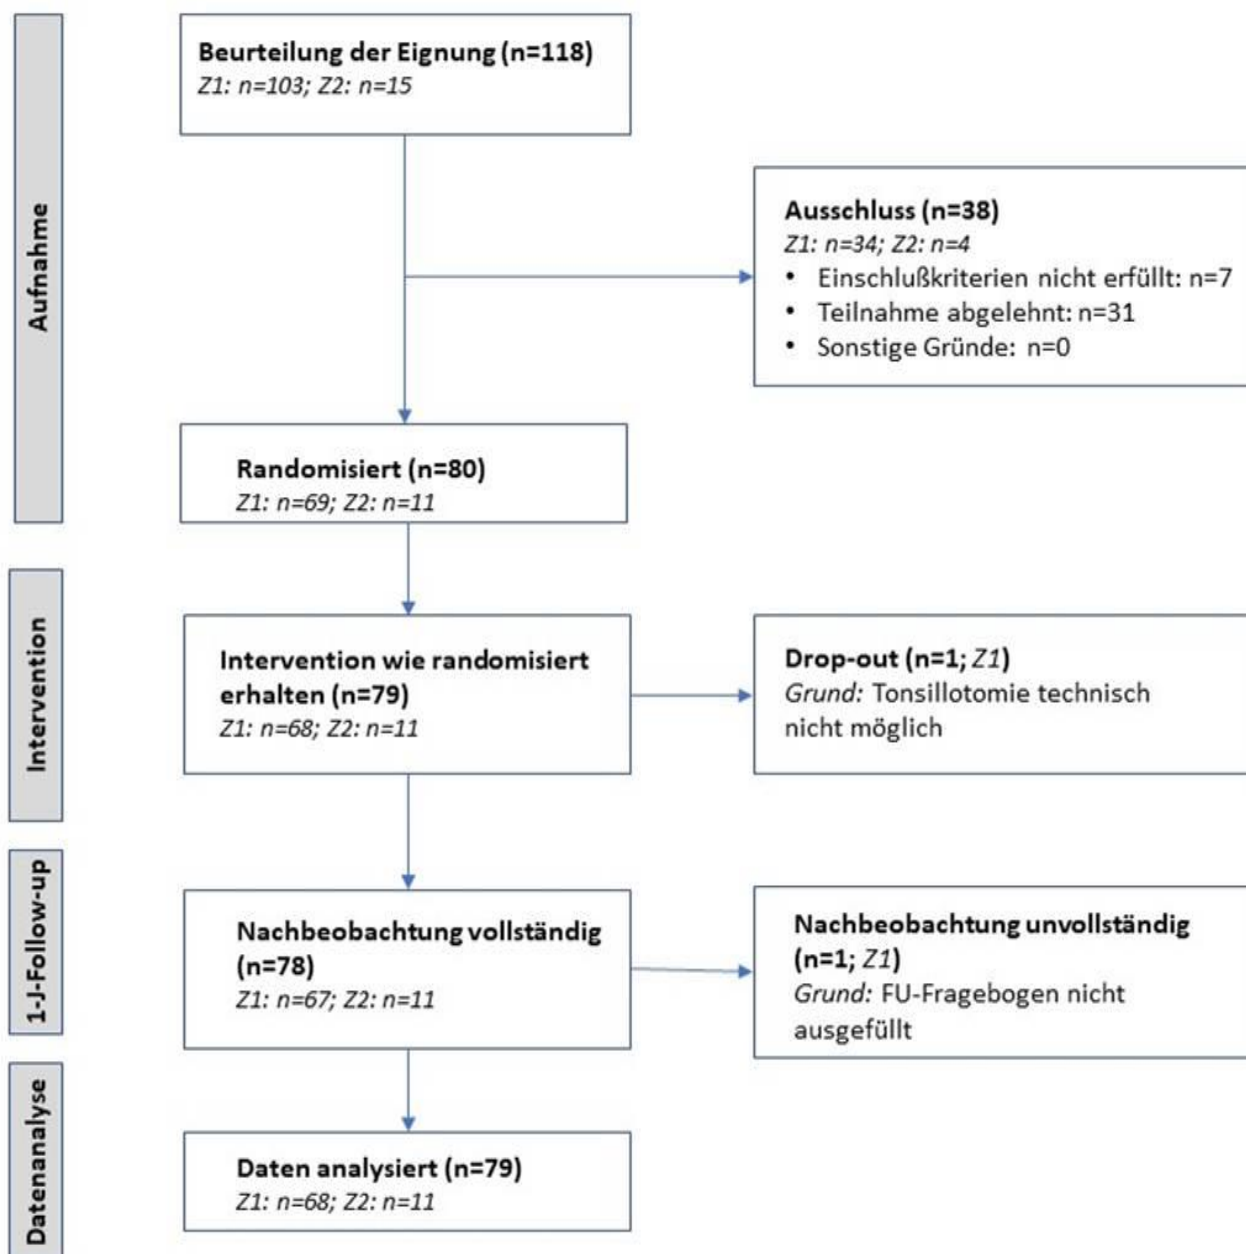 Aufnahme
Beurteilung der Eignung (n=118)
Z1: n=103; Z2: n=15
Ausschluss (n=38)
Z1: n=34; Z2: n=4
• Einschlußkriterien nicht erfüllt: n=7
• Teilnahme abgelehnt: n=31
• Sonstige Gründe: n=0
Randomisiert (n=80)
Z1: n=69; Z2: n=11
Intervention
Intervention wie randomisiert
erhalten (n=79)
Z1: n=68; Z2: n=11
Drop-out (n=1; Z1)
Grund: Tonsillotomie technisch
nicht möglich
1-J-Follow-up
Nachbeobachtung vollständig
(n=78)
Z1: n=67; Z2: n=11
Nachbeobachtung unvollständig
(n=1; Z1)
Grund: FU-Fragebogen nicht
ausgefüllt
Datenanalyse
Daten analysiert (n=79)
Z1: n=68; Z2: n=11